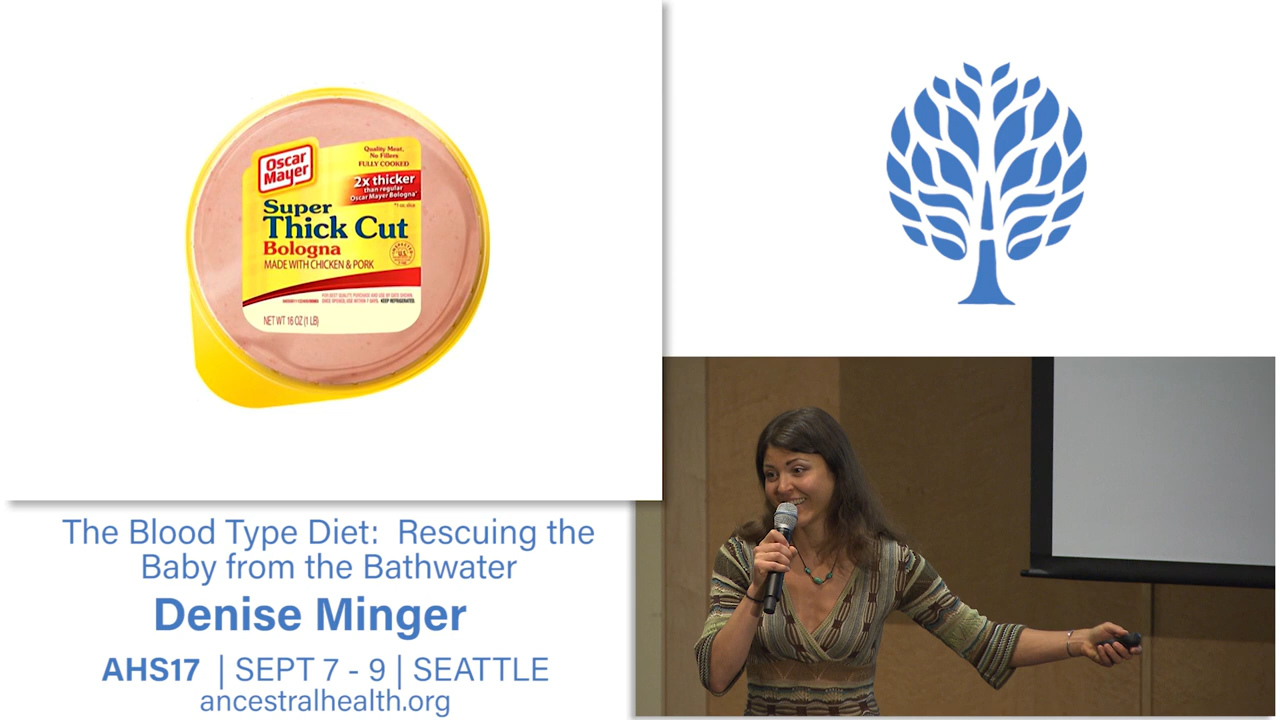 Oscar
Mayer
Quality Meat,
No Fillers
FULLY COOKED
2x thicker
than regular
Oscar Mayer Bologna*
Super
Thick Cut
Bologna
MADE WITH CHICKEN & PORK
U.S.
KEEP REFRIGERATED
NET WT 16 OZ (1 LB)
The Blood Type Diet: Rescuing the
Baby from the Bathwater
Denise Minger
AHS17 | SEPT 7 - 9 | SEATTLE
ancestralhealth.org